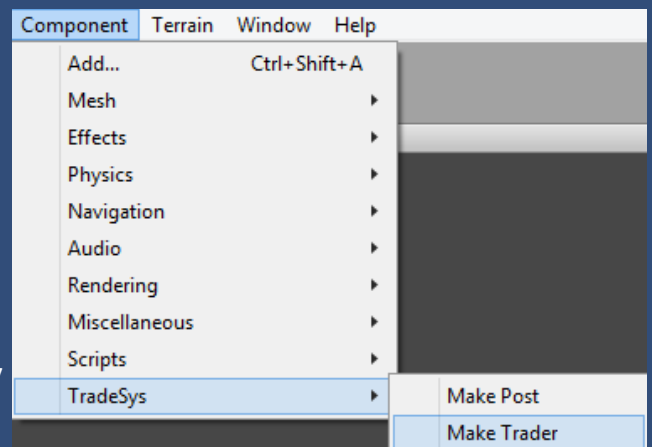 Component Terrain Window Help
Add... Ctrl+Shift+A
Mesh
Effects
Physics
Navigation
Audio
Rendering
Miscellaneous
Scripts
TradeSys
Make Post
Make Trader